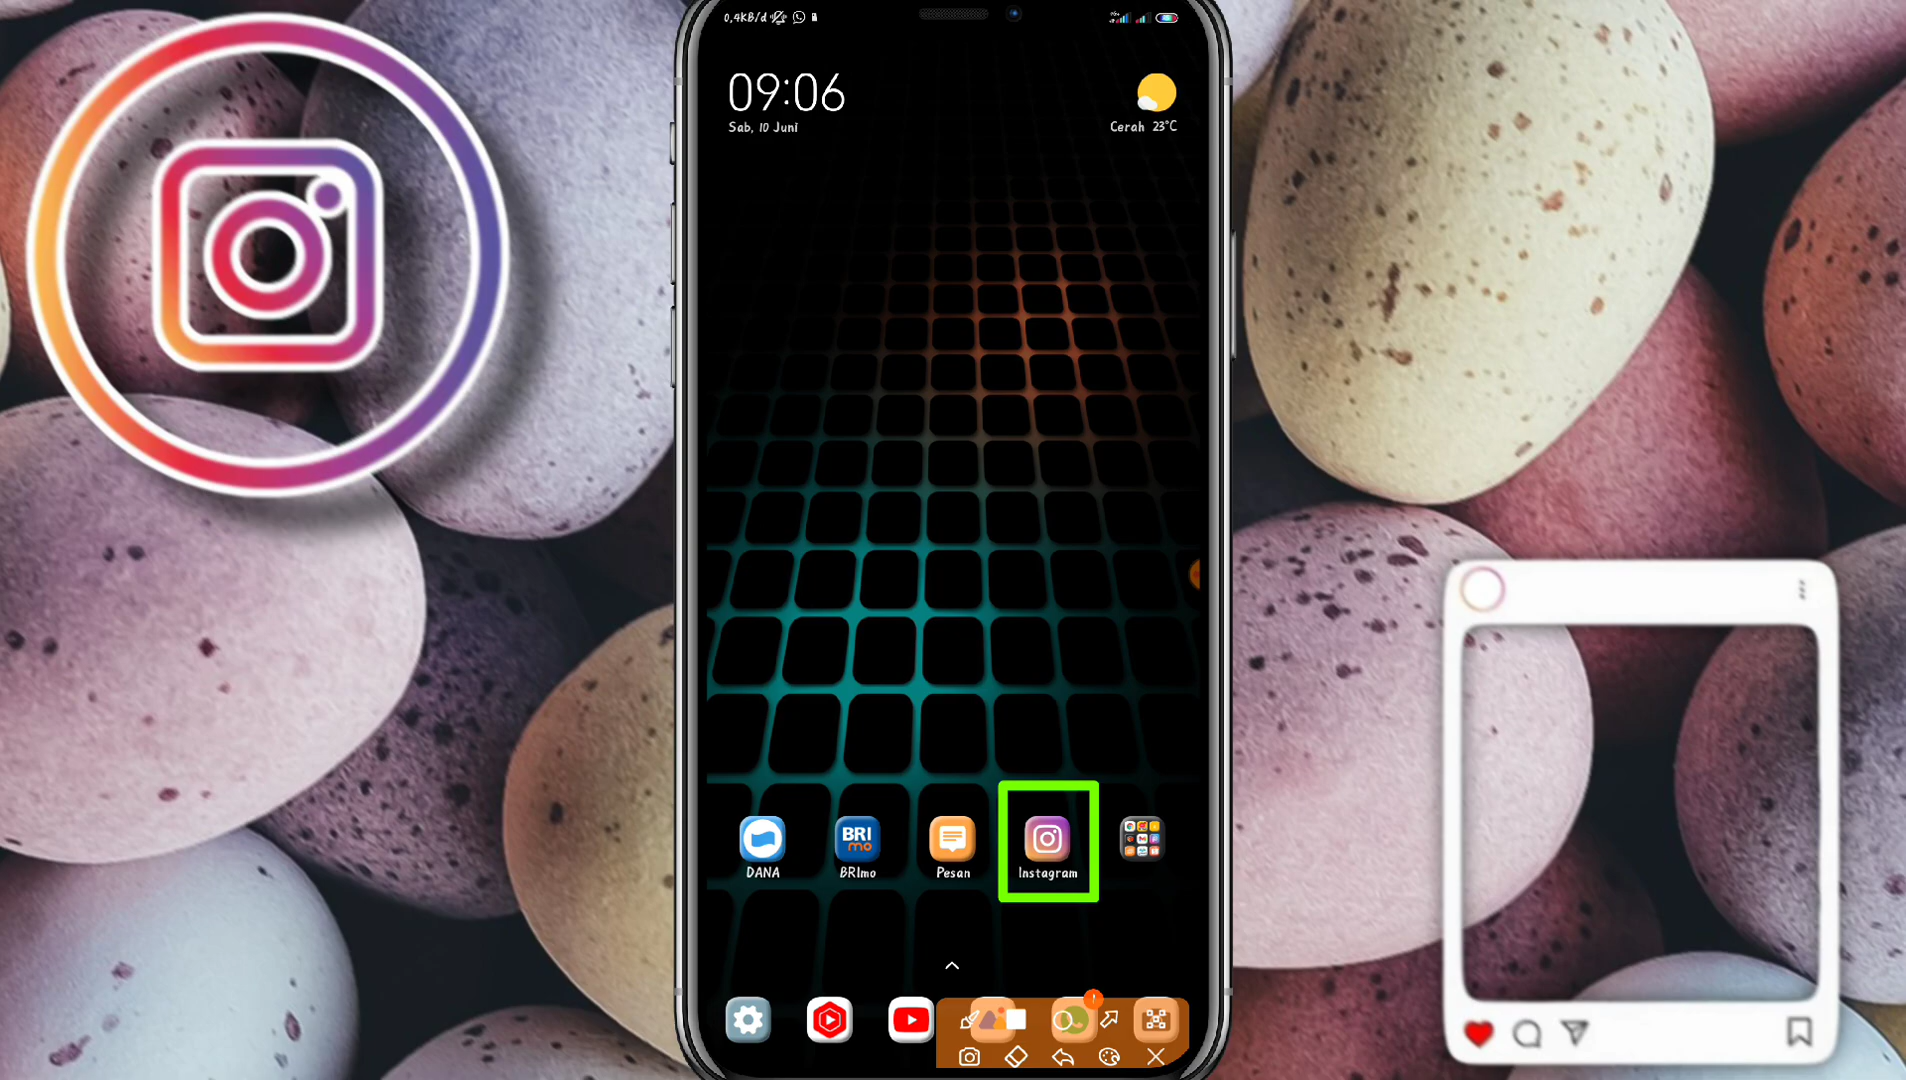 0,4KB/d
09:06
Sab, 10 Juni
Cerah 23°C
BRI
mo
DANA
BRImo
Pesan
Instagram